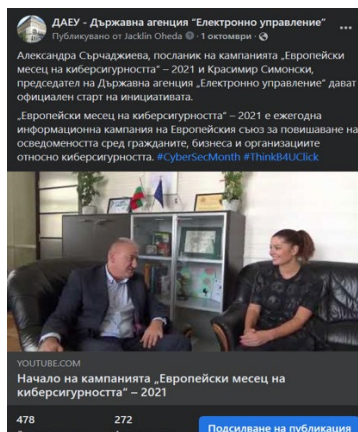 ДАЕУ - Държавна агенция "Електронно управление"
Публикувано от Jacklin Oheda · 1 октомври ·
Александра Сърчаджиева, посланик на кампанията „Европейски
месец на киберсигурността“ – 2021 и Красимир Симонски,
председател на Държавна агенция „Електронно управление“ дават
официален старт на инициативата.
„Европейски месец на киберсигурността“ – 2021 е ежегодна
информационна кампания на Европейския съюз за повишаване на
осведомеността сред гражданите, бизнеса и организациите
относно киберсигурността. #CyberSecMonth #ThinkB4UClick
YOUTUBE.COM
Начало на кампанията „Европейски месец на
киберсигурността“ – 2021
478 272
Подсилване на публикация